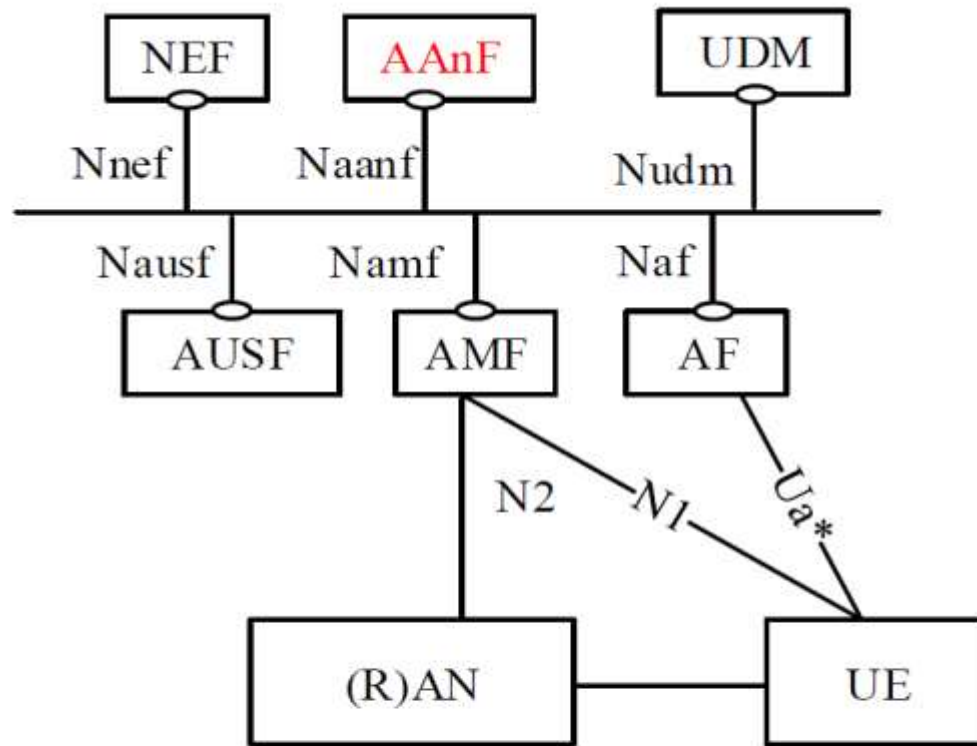 NEF
AAnF
UDM
Nnef
Naanf
Nudm
Nausf
Namf
Naf
AUSF
AMF
AF
N2
N1
Ua*
(R)AN
UE